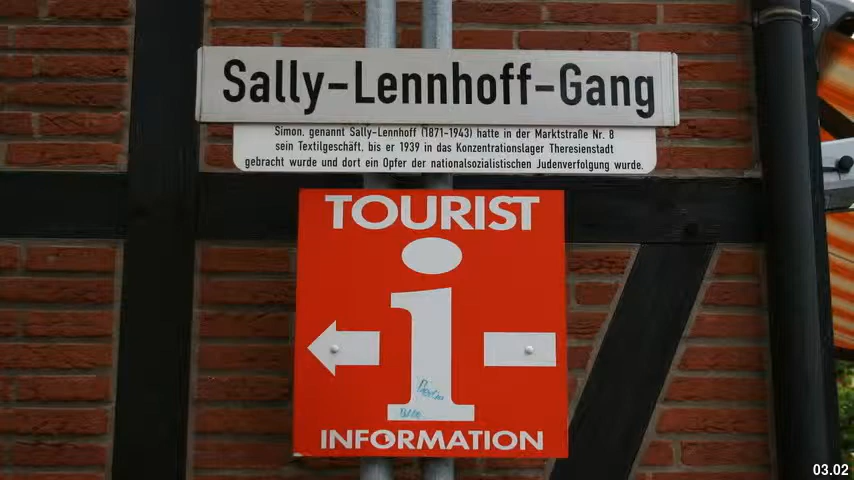 Sally-Lennhoff-Gang
Simon, genannt Sally-Lennhoff (1871-1943) hatte in der Marktstraße Nr. 8
sein Textilgeschäft, bis er 1939 in das Konzentrationslager Theresienstadt
gebracht wurde und dort ein Opfer der nationalsozialistischen Judenverfolgung wurde.
TOURIST
i
INFORMATION
03.02